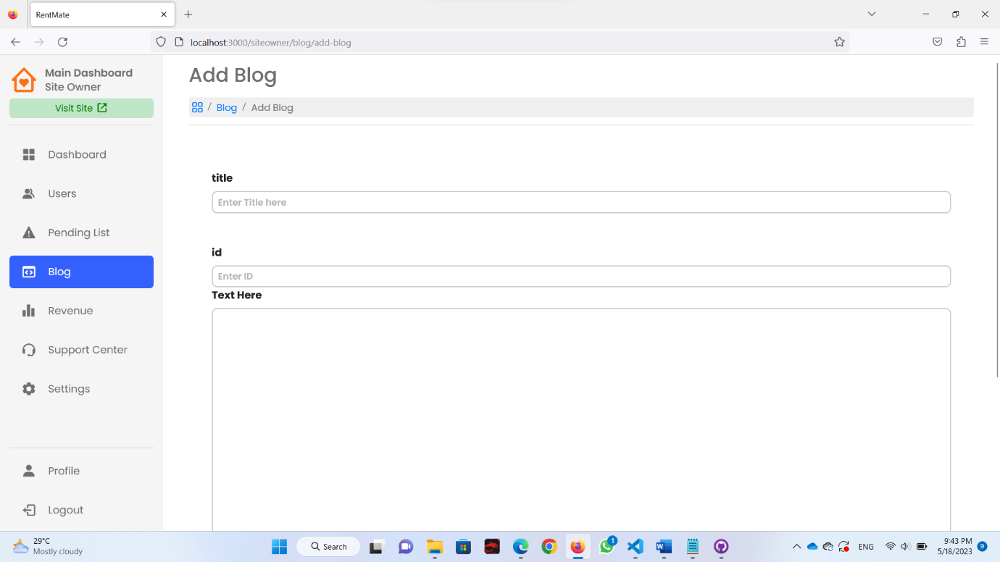 RentMate
localhost:3000/siteowner/blog/add-blog
Main Dashboard
Site Owner
Visit Site
Dashboard
Users
Pending List
Blog
Revenue
Support Center
Settings
Profile
Logout
Add Blog
/ Blog / Add Blog
title
Enter Title here
id
Enter ID
Text Here
29°C
Mostly cloudy
Search
1
ENG
9:43 PM
5/18/2023
9